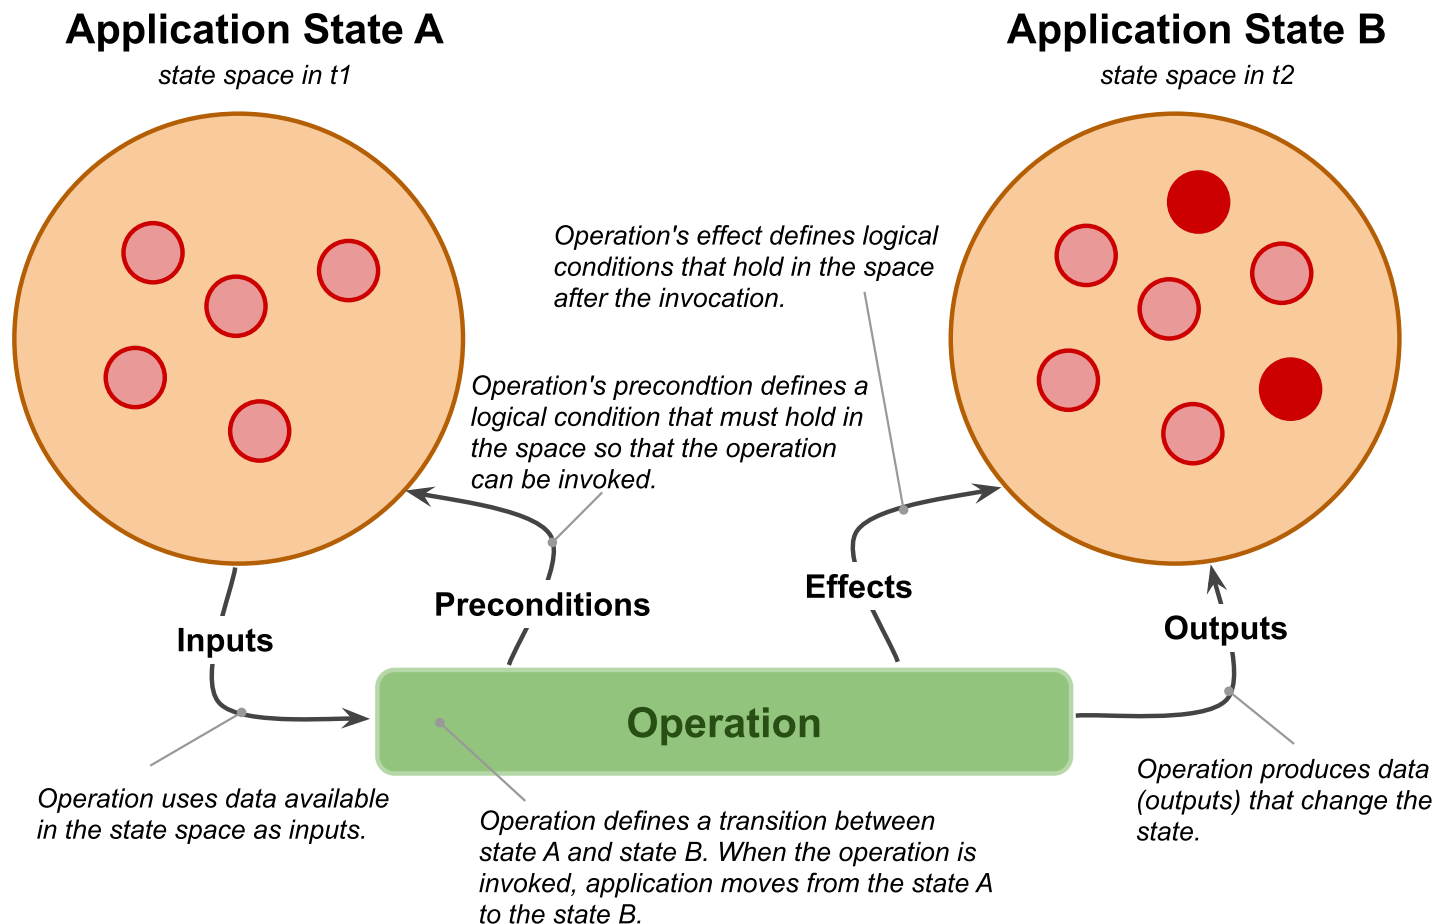 Application State A
state space in t1
Application State B
state space in t2
Operation's effect defines logical
conditions that hold in the space
after the invocation.
Operation's precondtion defines a
logical condition that must hold in
the space so that the operation
can be invoked.
Preconditions
Effects
Inputs
Outputs
Operation
Operation uses data available
in the state space as inputs.
Operation defines a transition between
state A and state B. When the operation is
invoked, application moves from the state A
to the state B.
Operation produces data
(outputs) that change the
state.